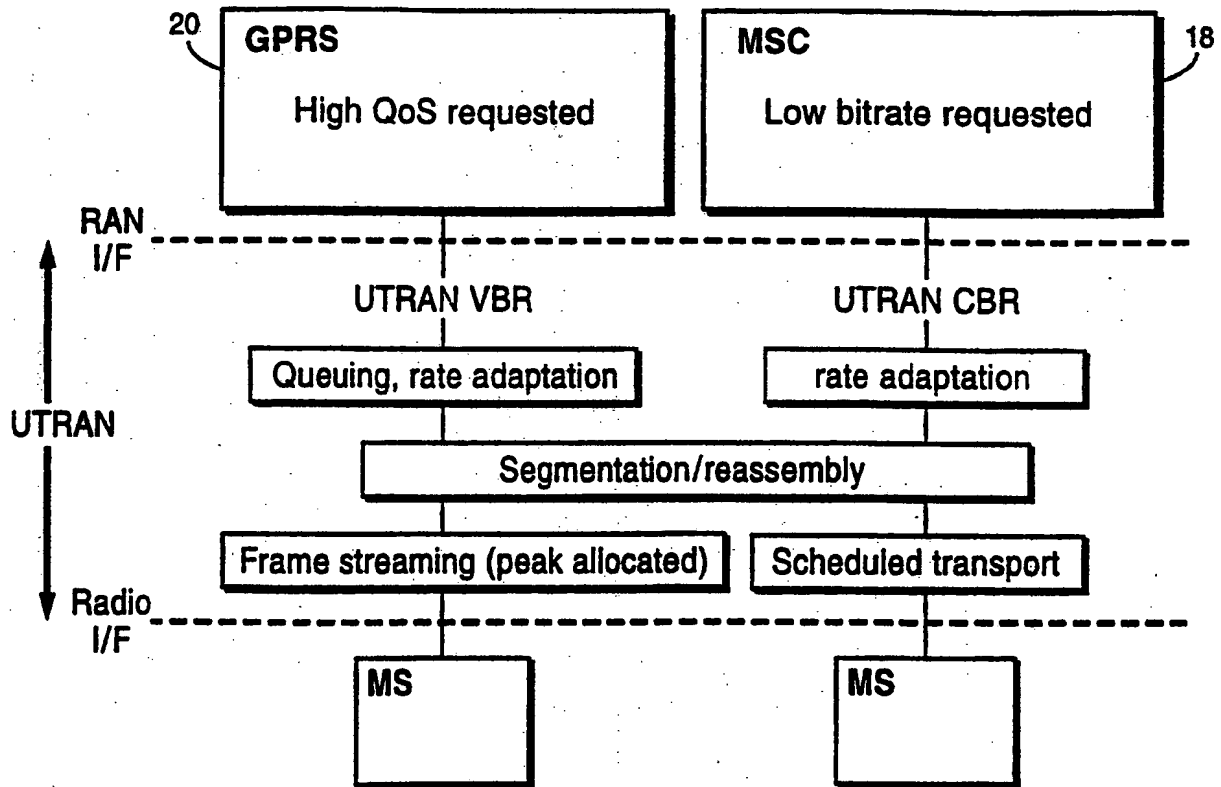 20
GPRS
High QoS requested
MSC
Low bitrate requested
18
RAN
I/F
UTRAN VBR
UTRAN CBR
Queuing, rate adaptation
rate adaptation
UTRAN
Segmentation/reassembly
Frame streaming (peak allocated)
Scheduled transport
Radio
I/F
MS
MS